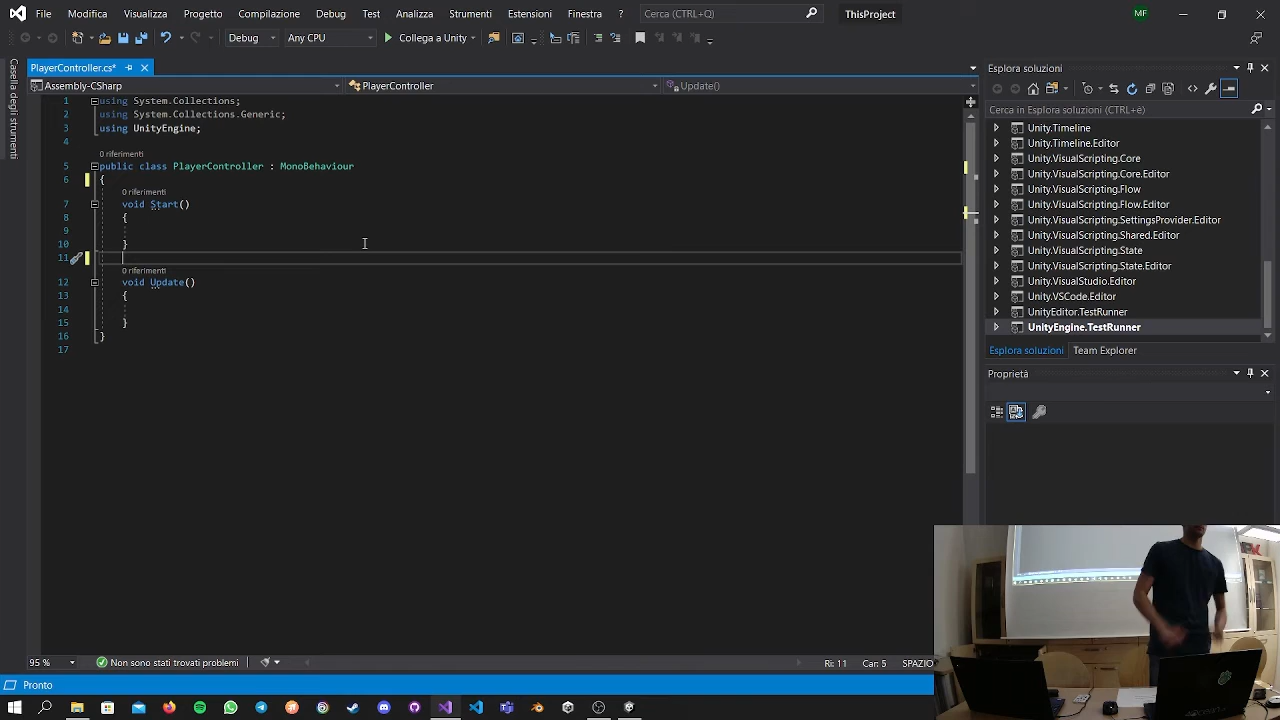 File Modifica Visualizza Git Progetto Compilazione Debug Test Analizza Strumenti Estensioni Finestra ? Cerca (CTRL+Q) ThisProject MF
Debug Any CPU Collega a Unity
PlayerController.cs*
Assembly-CSharp PlayerController Update()
Casella degli strumenti
1 using System.Collections;
2 using System.Collections.Generic;
3 using UnityEngine;
4
0 riferimenti
5 public class PlayerController : MonoBehaviour
6 {
0 riferimenti
7 void Start()
8 {
9
10 }
11
0 riferimenti
12 void Update()
13 {
14
15 }
16 }
17
95 % Non sono stati trovati problemi Ri: 11 Car: 5 SPAZIO
Pronto
Esplora soluzioni
Cerca in Esplora soluzioni (CTRL+è)
Unity.Timeline
Unity.Timeline.Editor
Unity.VisualScripting.Core
Unity.VisualScripting.Core.Editor
Unity.VisualScripting.Flow
Unity.VisualScripting.Flow.Editor
Unity.VisualScripting.SettingsProvider.Editor
Unity.VisualScripting.Shared.Editor
Unity.VisualScripting.State
Unity.VisualScripting.State.Editor
Unity.VisualStudio.Editor
Unity.VSCode.Editor
UnityEditor.TestRunner
UnityEngine.TestRunner
Esplora soluzioni Team Explorer
Proprietà